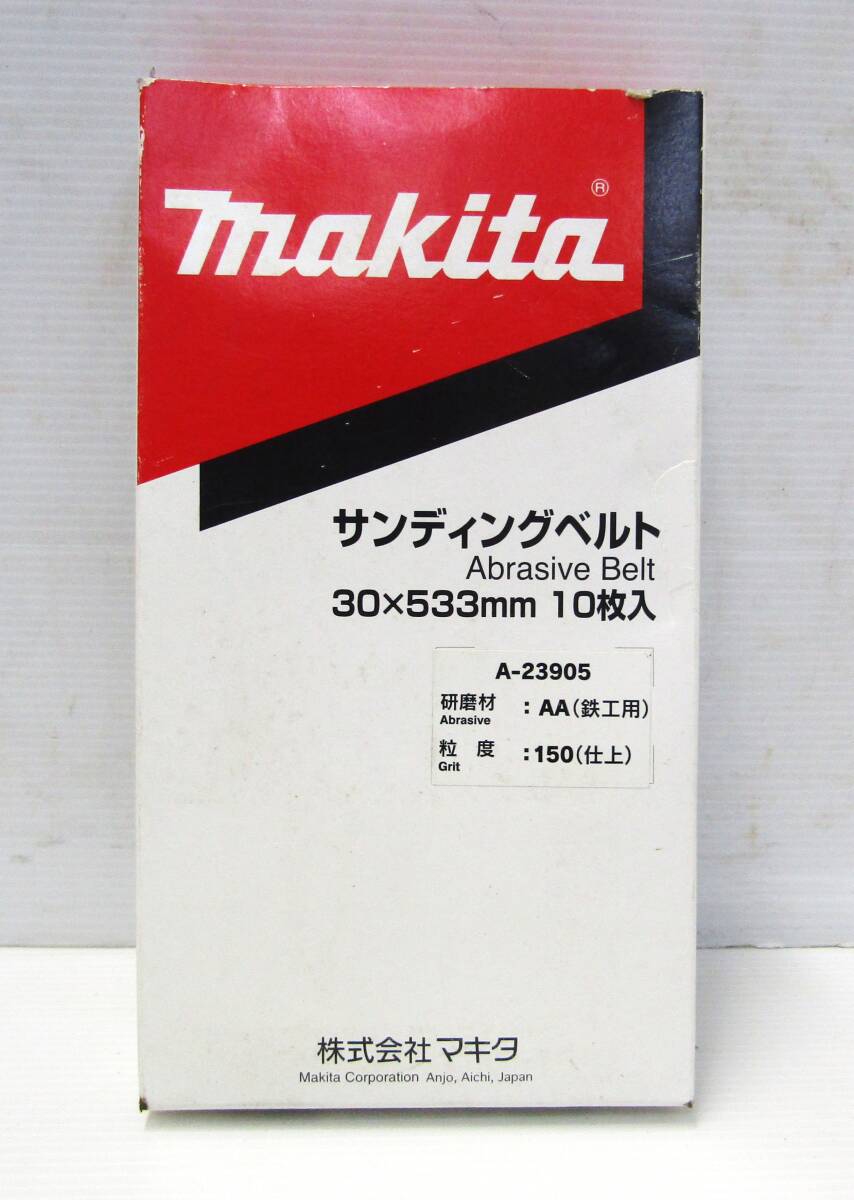 makita®
サンディングベルト
Abrasive Belt
30×533mm 10枚入
A-23905
研磨材 : AA(鉄工用)
Abrasive
粒 度 : 150(仕上)
Grit
株式会社マキタ
Makita Corporation Anjo, Aichi, Japan